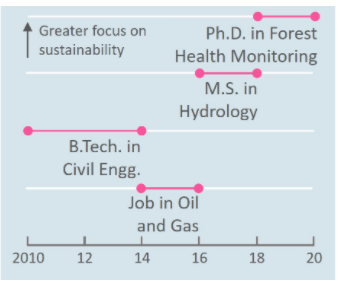 Greater focus on
sustainability
Ph.D. in Forest
Health Monitoring
M.S. in
Hydrology
B.Tech. in
Civil Engg.
Job in Oil
and Gas
2010 12 14 16 18 20